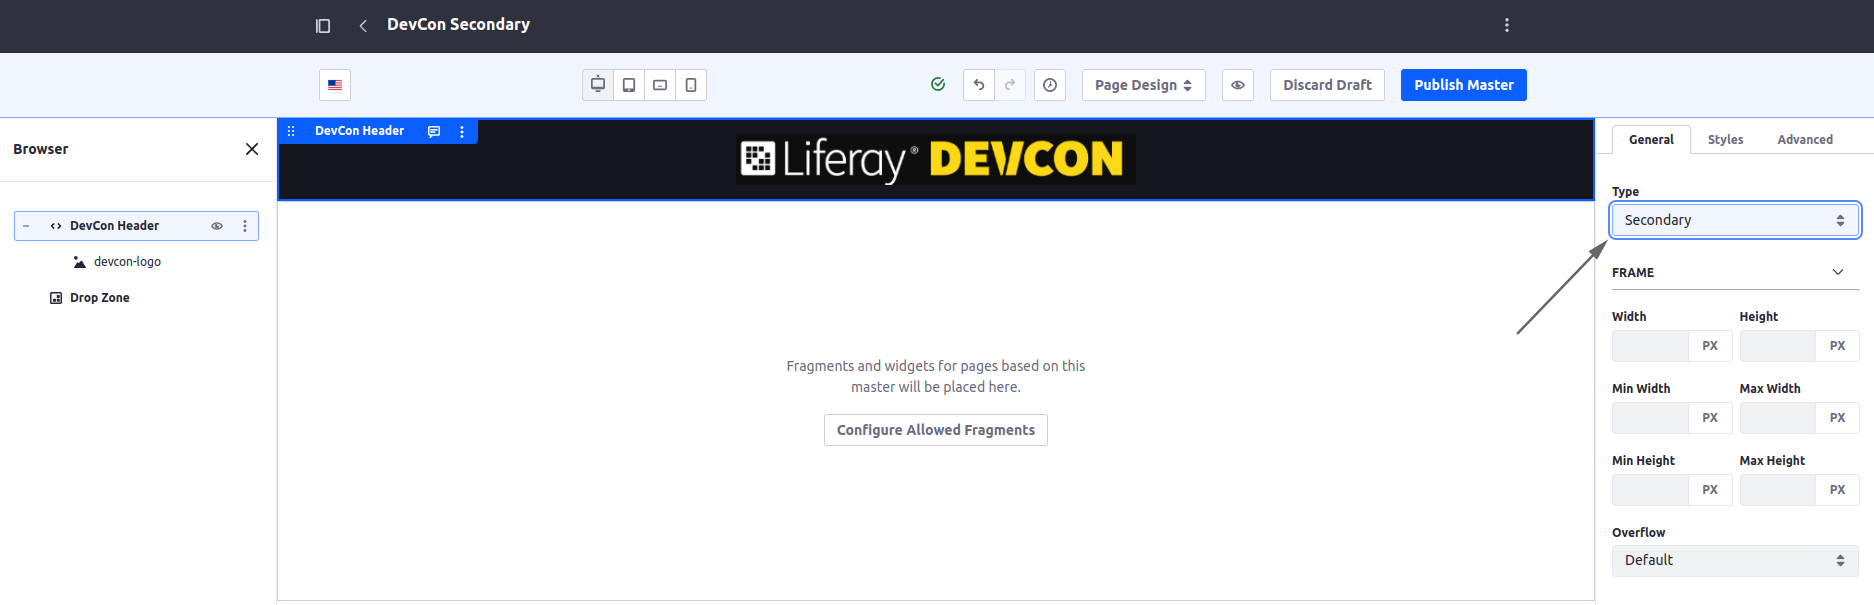 DevCon Secondary
Page Design
Discard Draft
Publish Master
Browser
DevCon Header
Liferay® DEVCON
General
Styles
Advanced
Type
Secondary
DevCon Header
devcon-logo
Drop Zone
FRAME
Width
Height
PX
PX
Fragments and widgets for pages based on this
master will be placed here.
Configure Allowed Fragments
Min Width
Max Width
PX
PX
Min Height
Max Height
PX
PX
Overflow
Default